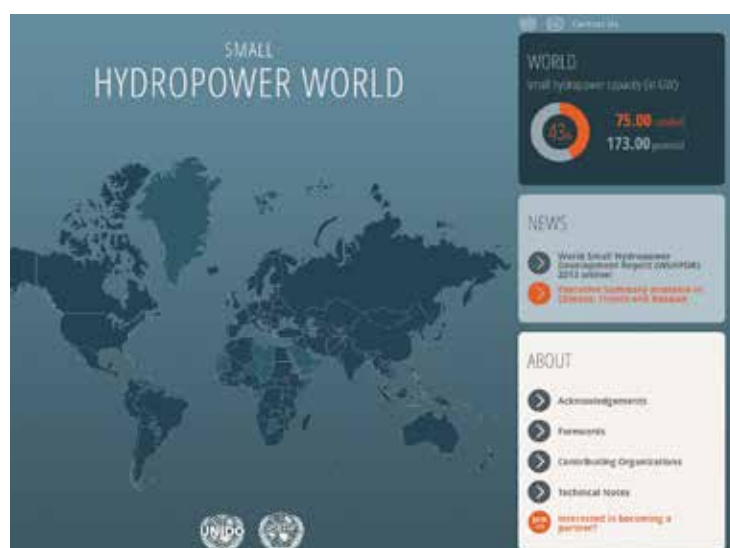 SMALL
HYDROPOWER WORLD
Contact Us
WORLD
small hydropower capacity (in GW)
43%
75.00 installed
173.00 potential
NEWS
World Small Hydropower
Development Report (WSHPDR)
2013 online!
Executive Summary available in
Chinese, French and Russian
ABOUT
Acknowledgements
Forewords
Contributing Organizations
Technical Notes
Interested in becoming a
partner?
UNIDO